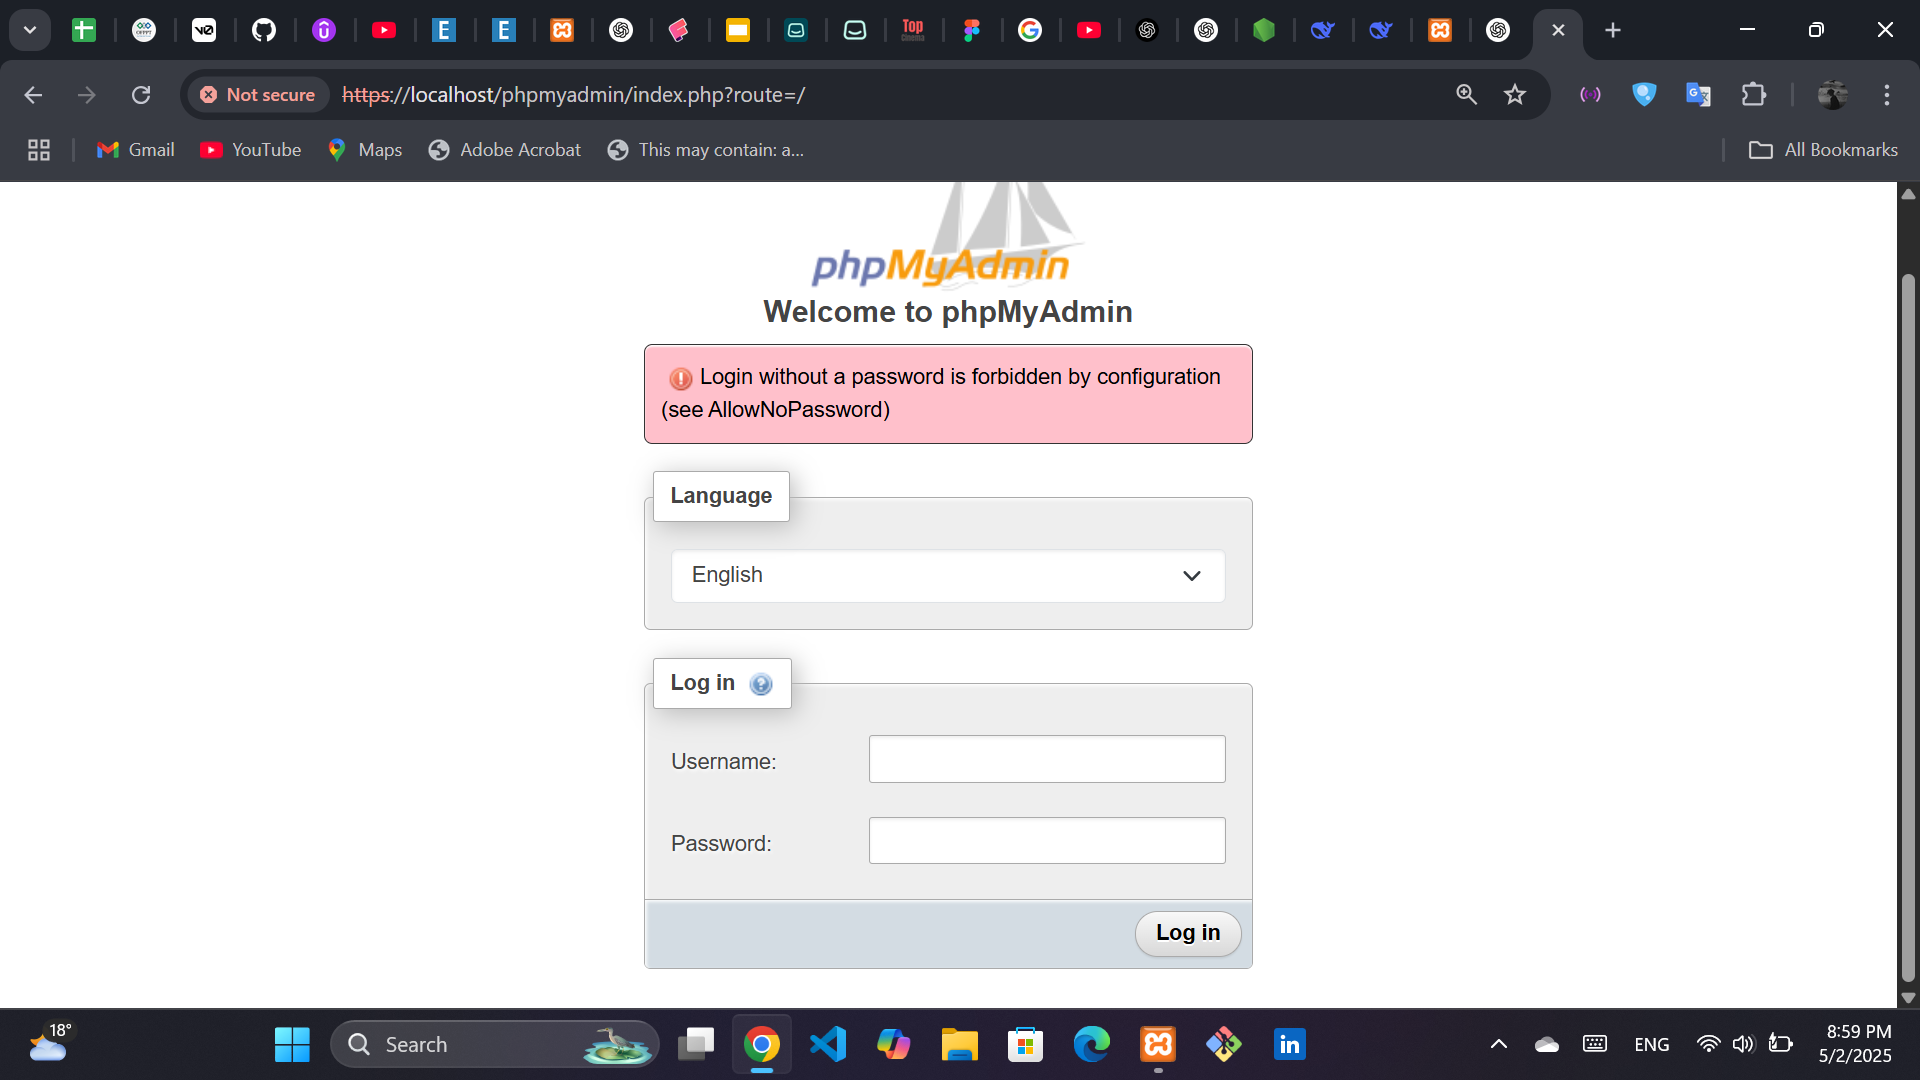 Top
Cinema
Not secure
https://localhost/phpmyadmin/index.php?route=/
Gmail
YouTube
Maps
Adobe Acrobat
This may contain: a...
All Bookmarks
phpMyAdmin
Welcome to phpMyAdmin
Login without a password is forbidden by configuration
(see AllowNoPassword)
Language
English
Log in
Username:
Password:
Log in
18°
Search
ENG
8:59 PM
5/2/2025